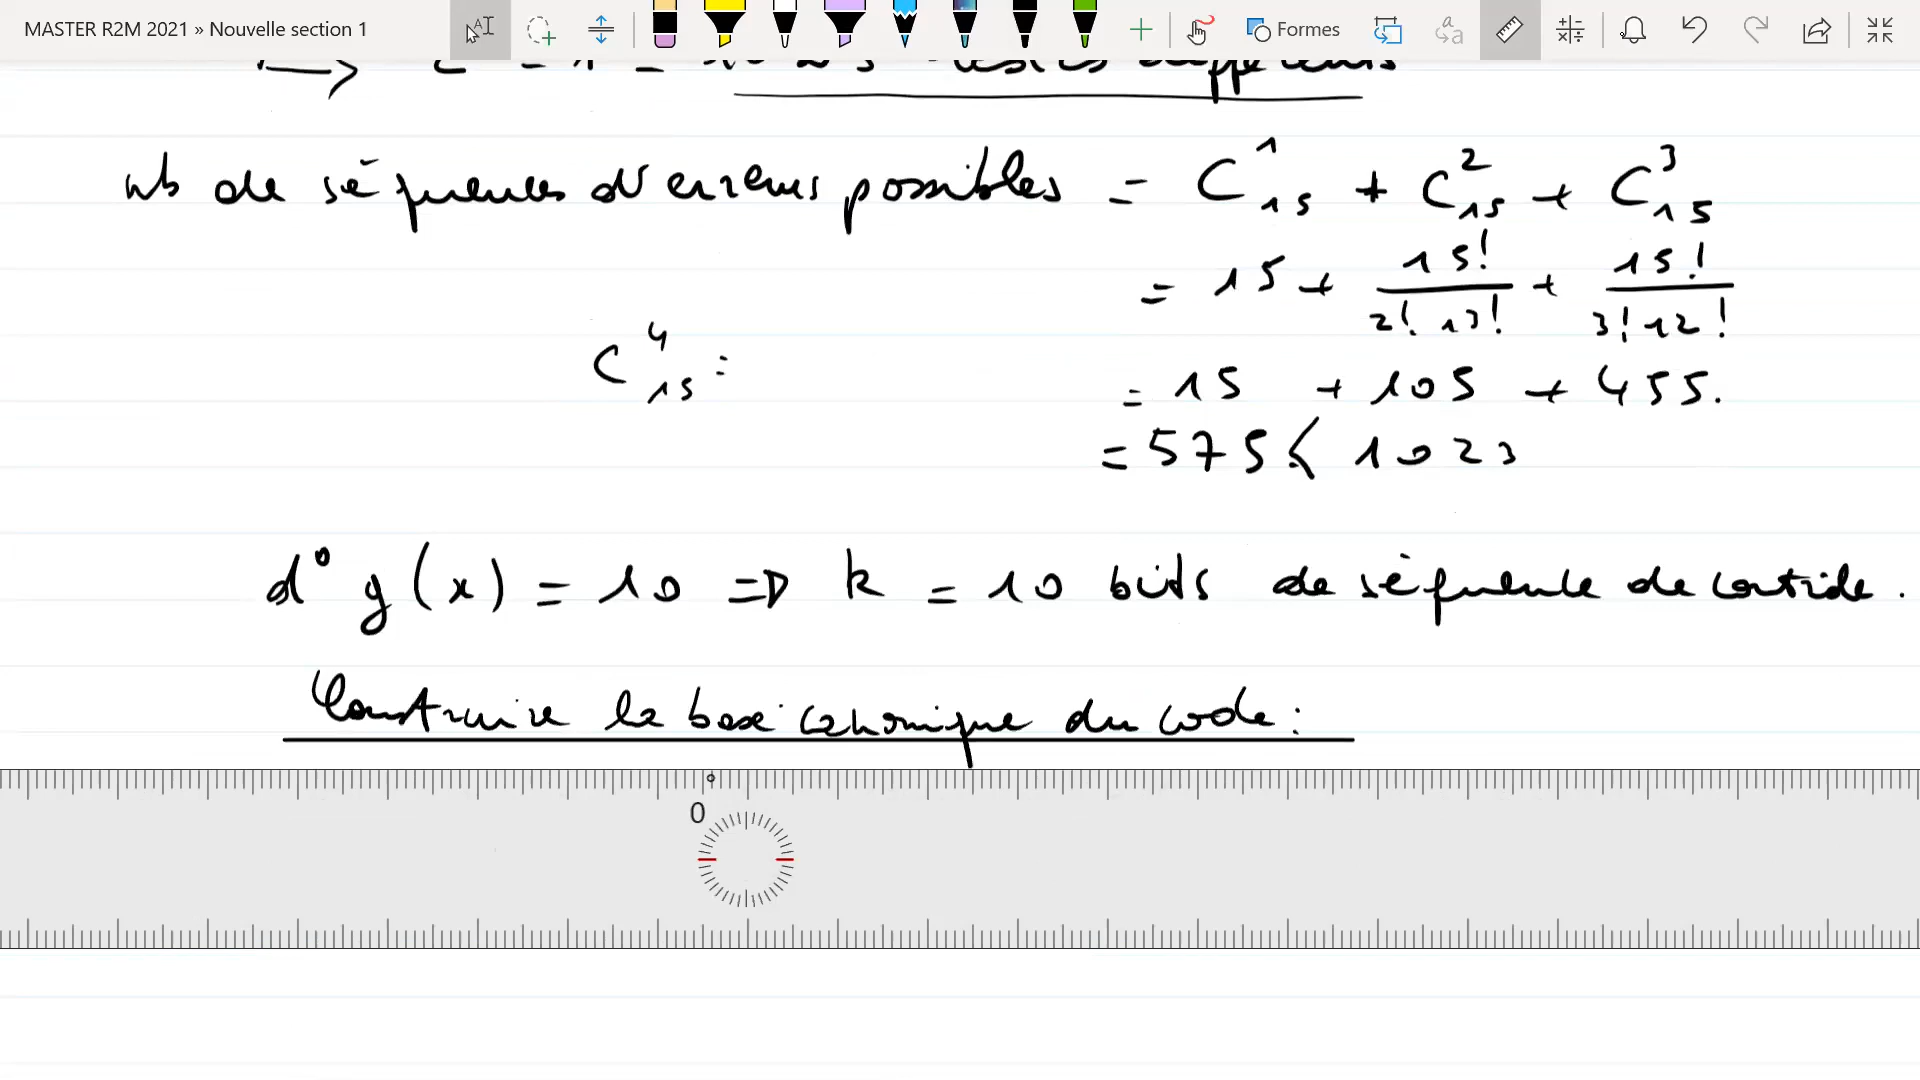 MASTER R2M 2021 » Nouvelle section 1
Formes
restes différents
nb de séquences d'erreurs possibles = C¹₁₅ + C²₁₅ + C³₁₅
= 15 + 15!/(2! 13!) + 15!/(3! 12!)
C⁴₁₅ :
= 15 + 105 + 455.
= 575 < 1023
d° g(x) = 10 ⇒ k = 10 bits de séquence de contrôle.
Construire la base canonique du code :
0